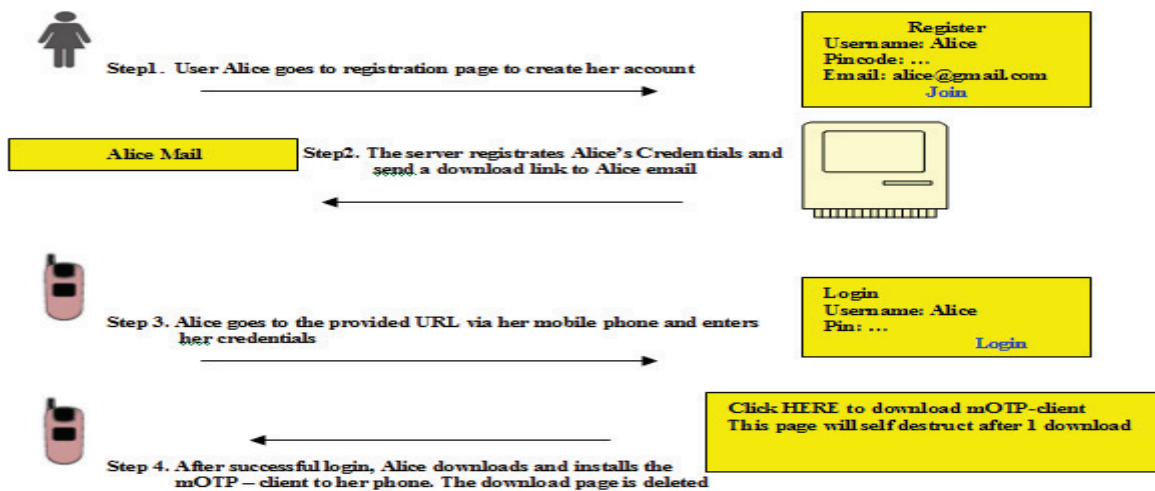 Register
Username: Alice
Pincode: ...
Email: alice@gmail.com
Join
Step1. User Alice goes to registration page to create her account
Alice Mail
Step2. The server registrates Alice's Credentials and
send a download link to Alice email
Step 3. Alice goes to the provided URL via her mobile phone and enters
her credentials
Login
Username: Alice
Pin: ...
Login
Click HERE to download mOTP-client
This page will self destruct after 1 download
Step 4. After successful login, Alice downloads and installs the
mOTP – client to her phone. The download page is deleted